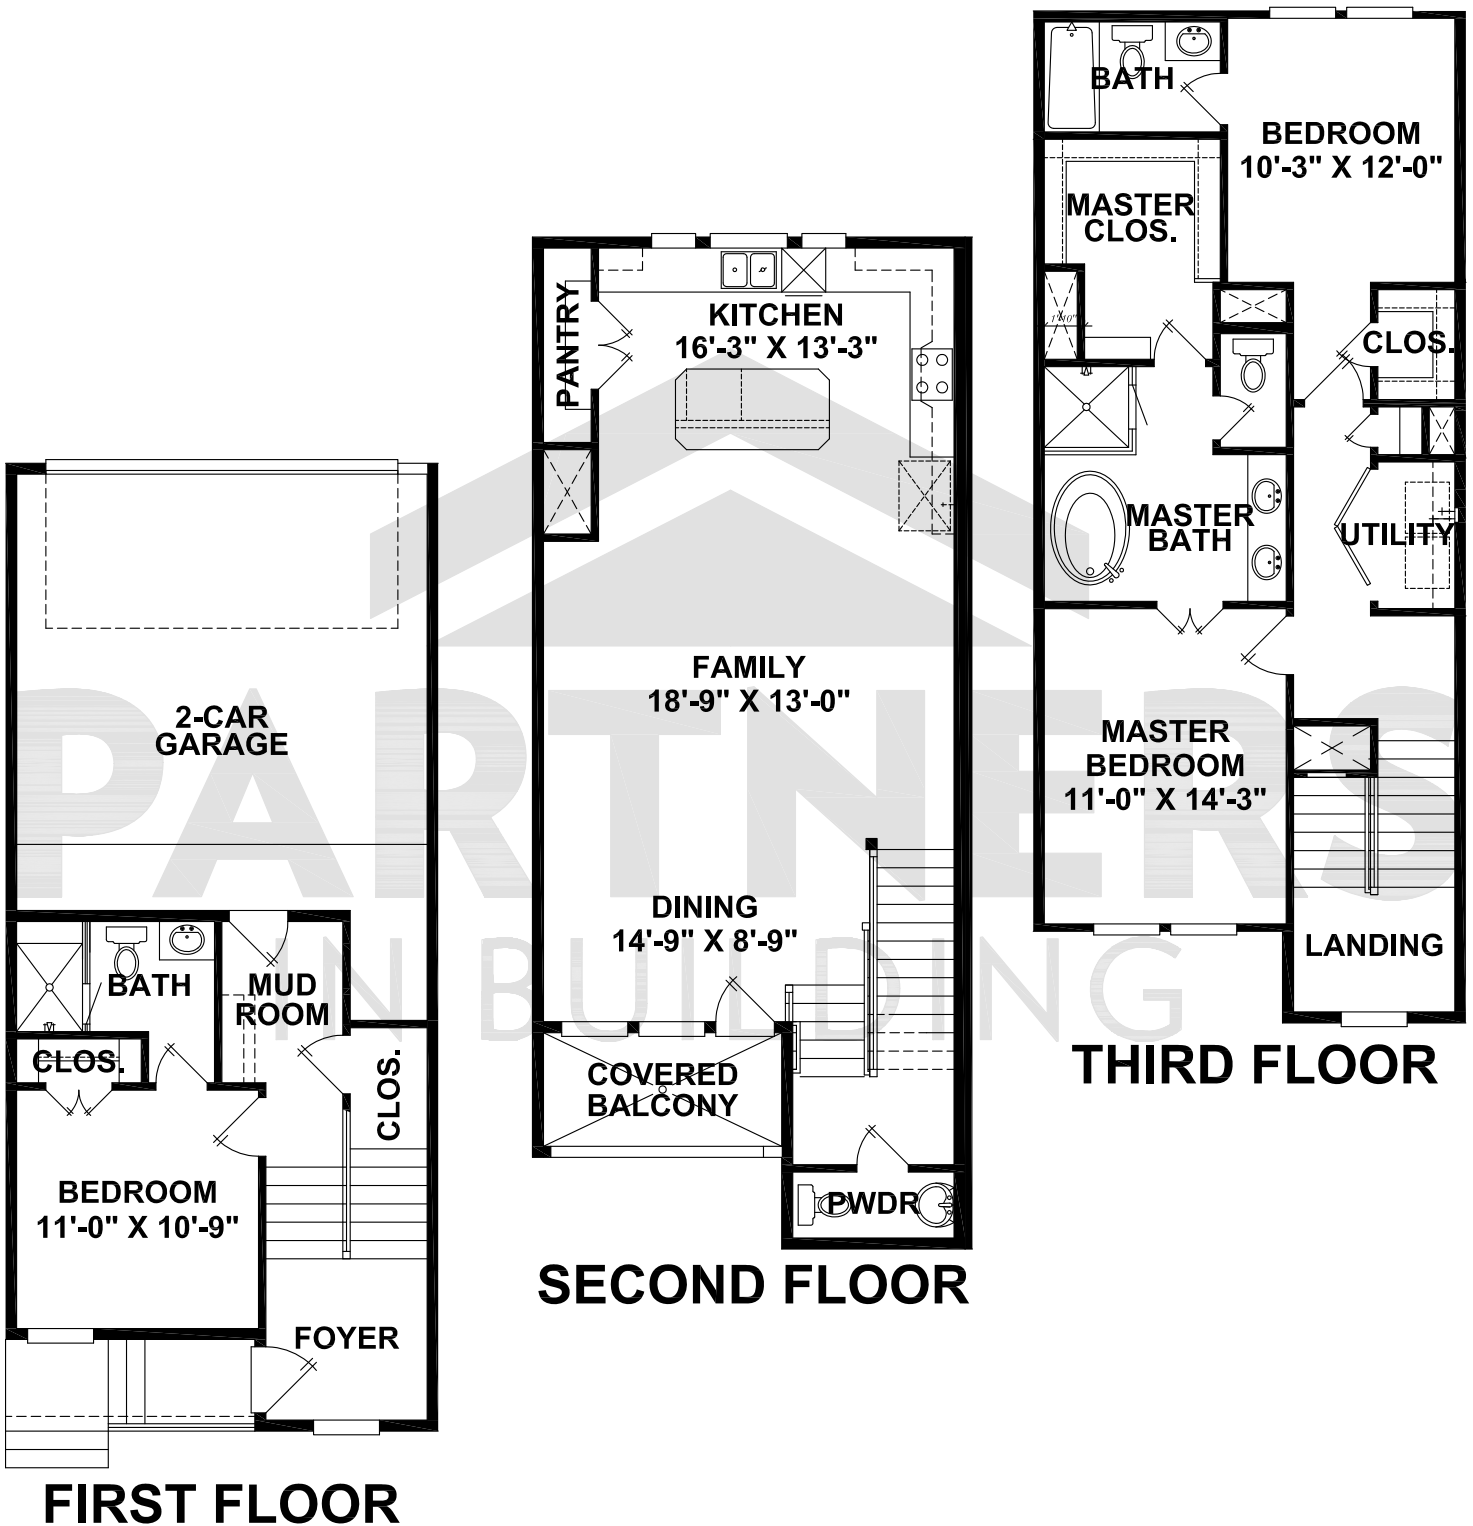 2-CAR
GARAGE
BATH
MUD
ROOM
CLOS.
CLOS.
BEDROOM
11'-0" X 10'-9"
FOYER
FIRST FLOOR
PANTRY
KITCHEN
16'-3" X 13'-3"
FAMILY
18'-9" X 13'-0"
DINING
14'-9" X 8'-9"
COVERED
BALCONY
PWDR
SECOND FLOOR
BATH
BEDROOM
10'-3" X 12'-0"
MASTER
CLOS.
CLOS.
MASTER
BATH
UTILITY
MASTER
BEDROOM
11'-0" X 14'-3"
LANDING
THIRD FLOOR
PARTNERS
IN BUILDING